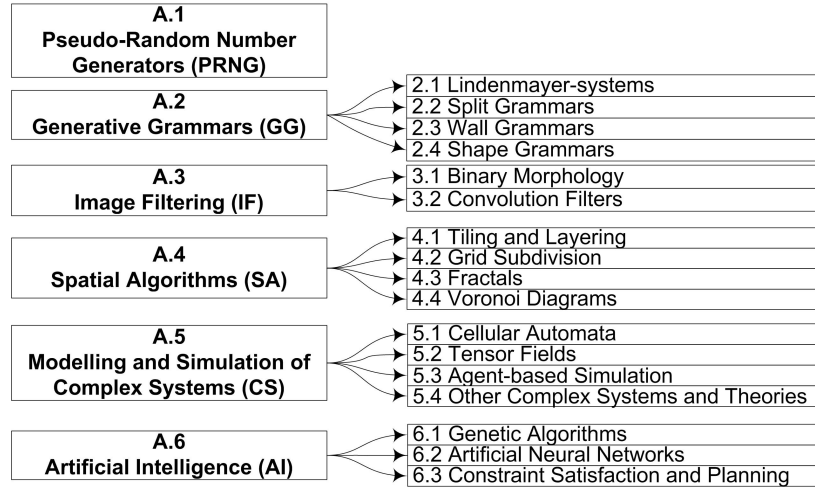 A.1
Pseudo-Random Number
Generators (PRNG)
A.2
Generative Grammars (GG)
2.1 Lindenmayer-systems
2.2 Split Grammars
2.3 Wall Grammars
2.4 Shape Grammars
A.3
Image Filtering (IF)
3.1 Binary Morphology
3.2 Convolution Filters
A.4
Spatial Algorithms (SA)
4.1 Tiling and Layering
4.2 Grid Subdivision
4.3 Fractals
4.4 Voronoi Diagrams
A.5
Modelling and Simulation of
Complex Systems (CS)
5.1 Cellular Automata
5.2 Tensor Fields
5.3 Agent-based Simulation
5.4 Other Complex Systems and Theories
A.6
Artificial Intelligence (AI)
6.1 Genetic Algorithms
6.2 Artificial Neural Networks
6.3 Constraint Satisfaction and Planning